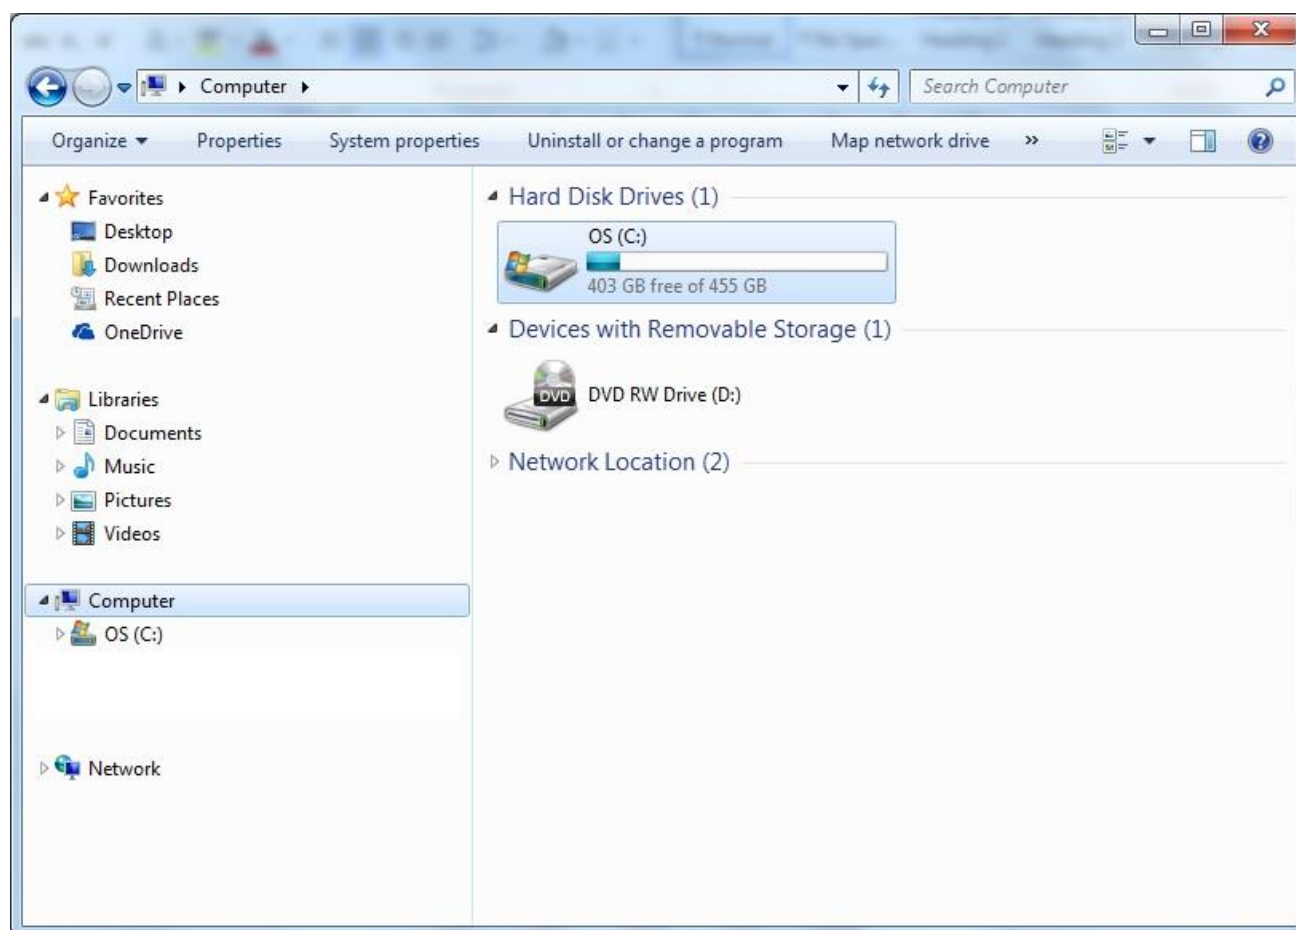 Computer
Search Computer
Organize
Properties
System properties
Uninstall or change a program
Map network drive
»
Favorites
Desktop
Downloads
Recent Places
OneDrive
Libraries
Documents
Music
Pictures
Videos
Computer
OS (C:)
Network
Hard Disk Drives (1)
OS (C:)
403 GB free of 455 GB
Devices with Removable Storage (1)
DVD
DVD RW Drive (D:)
Network Location (2)